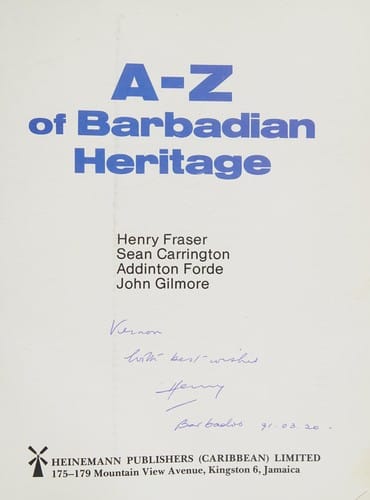 A-Z
of Barbadian
Heritage
Henry Fraser
Sean Carrington
Addinton Forde
John Gilmore
Vernon
with best wishes
Henry
Barbados 91.03.20.
HEINEMANN PUBLISHERS (CARIBBEAN) LIMITED
175–179 Mountain View Avenue, Kingston 6, Jamaica